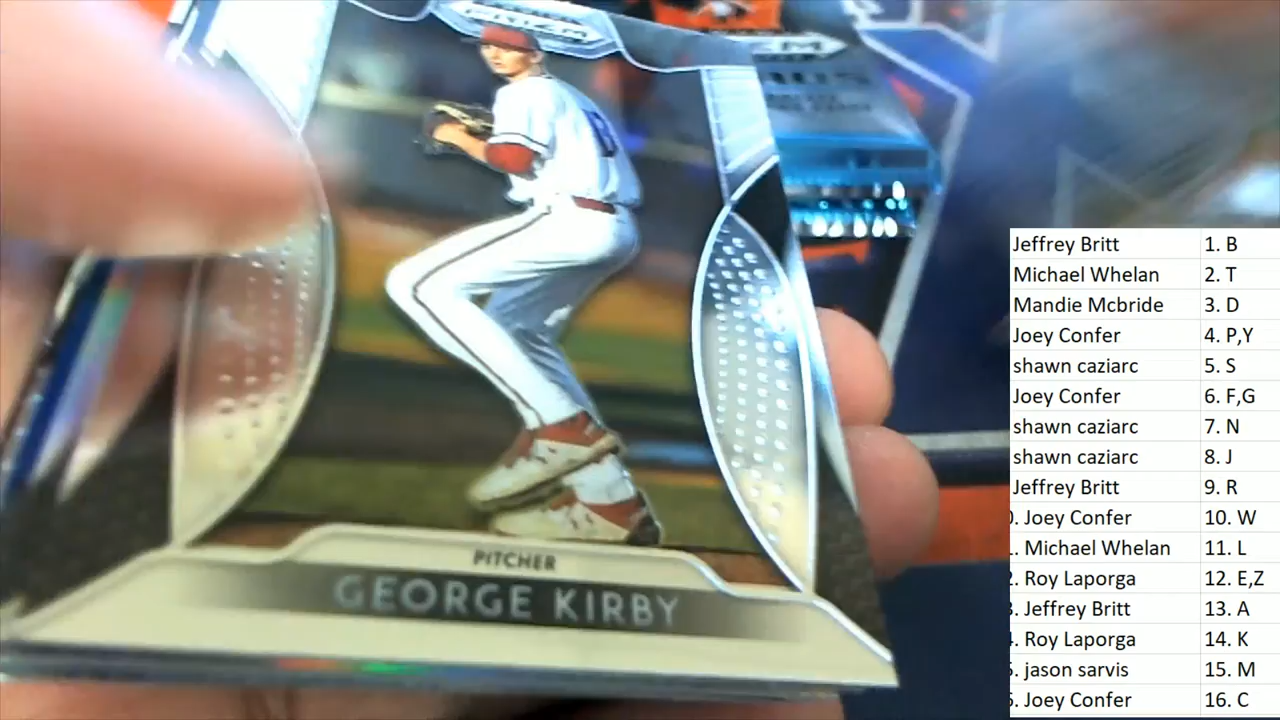 PRIZM
PITCHER
GEORGE KIRBY
Jeffrey Britt 1. B
Michael Whelan 2. T
Mandie Mcbride 3. D
Joey Confer 4. P,Y
shawn caziarc 5. S
Joey Confer 6. F,G
shawn caziarc 7. N
shawn caziarc 8. J
Jeffrey Britt 9. R
. Joey Confer 10. W
. Michael Whelan 11. L
. Roy Laporga 12. E,Z
. Jeffrey Britt 13. A
. Roy Laporga 14. K
. jason sarvis 15. M
. Joey Confer 16. C